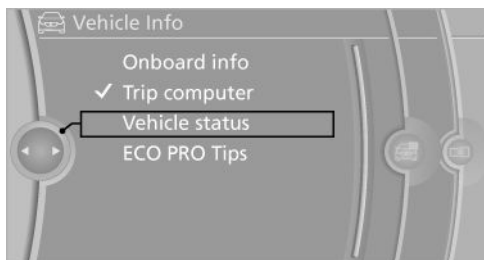 Vehicle Info
Onboard info
Trip computer
Vehicle status
ECO PRO Tips